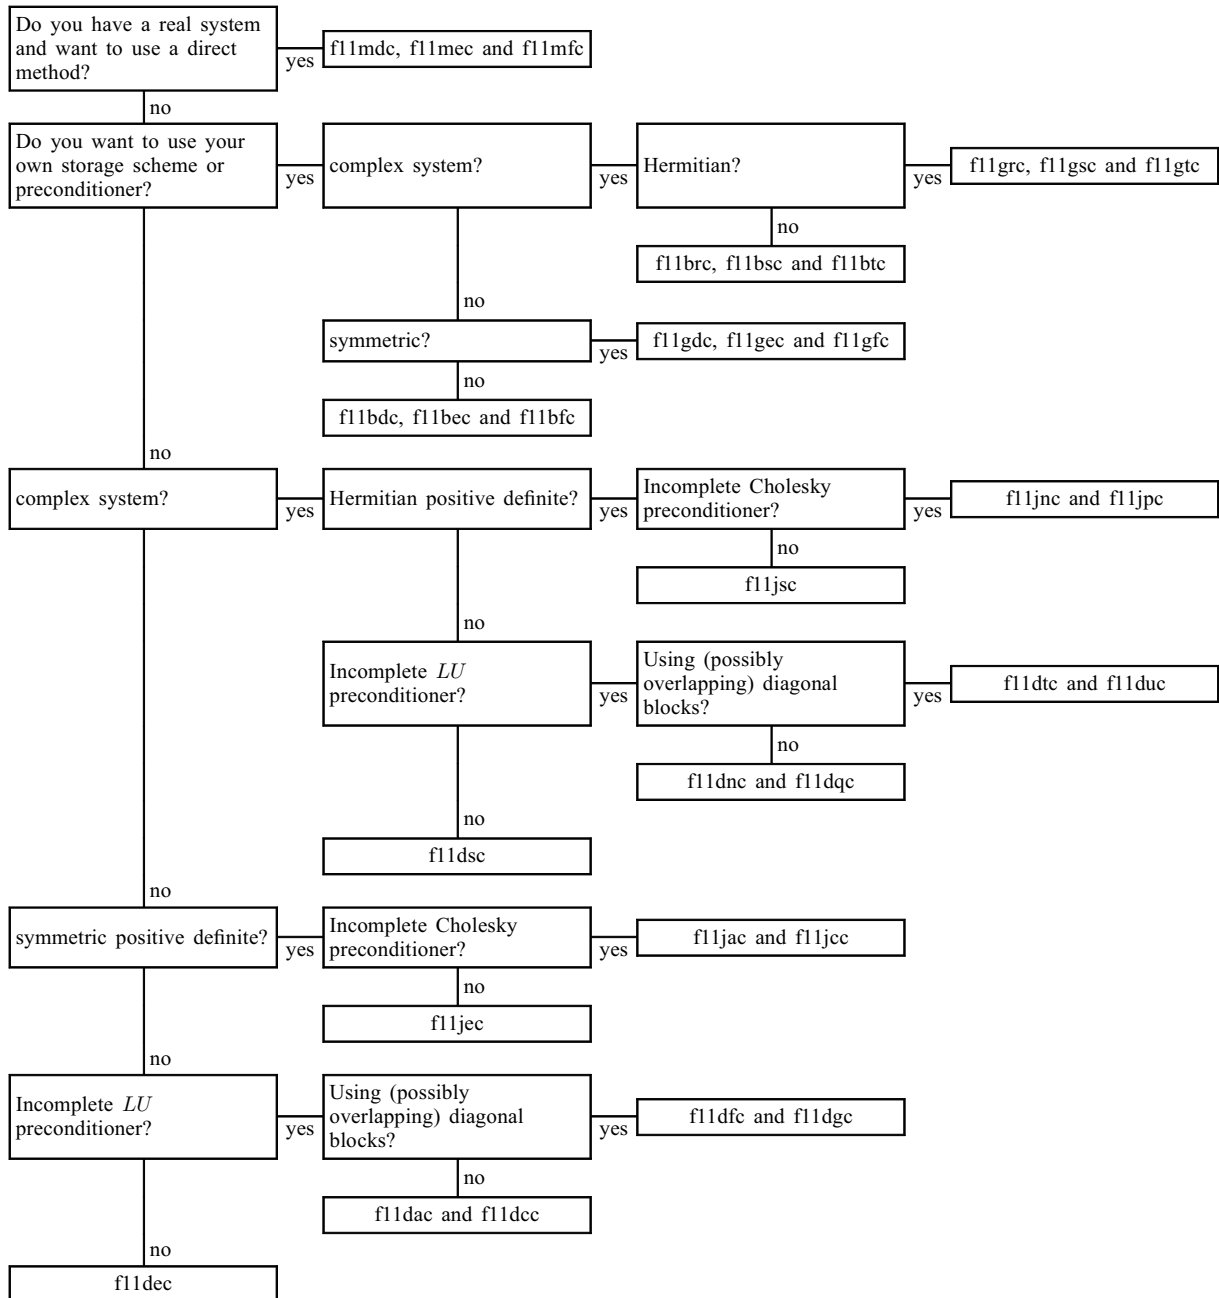 Do you have a real system
and want to use a direct
method?
yes
f11mdc, f11mec and f11mfc
no
Do you want to use your
own storage scheme or
preconditioner?
yes
complex system?
yes
Hermitian?
yes
f11grc, f11gsc and f11gtc
no
f11brc, f11bsc and f11btc
no
symmetric?
yes
f11gdc, f11gec and f11gfc
no
f11bdc, f11bec and f11bfc
no
complex system?
yes
Hermitian positive definite?
yes
Incomplete Cholesky
preconditioner?
yes
f11jnc and f11jpc
no
f11jsc
no
Incomplete LU
preconditioner?
yes
Using (possibly
overlapping) diagonal
blocks?
yes
f11dtc and f11duc
no
f11dnc and f11dqc
no
f11dsc
no
symmetric positive definite?
yes
Incomplete Cholesky
preconditioner?
yes
f11jac and f11jcc
no
f11jec
no
Incomplete LU
preconditioner?
yes
Using (possibly
overlapping) diagonal
blocks?
yes
f11dfc and f11dgc
no
f11dac and f11dcc
no
f11dec